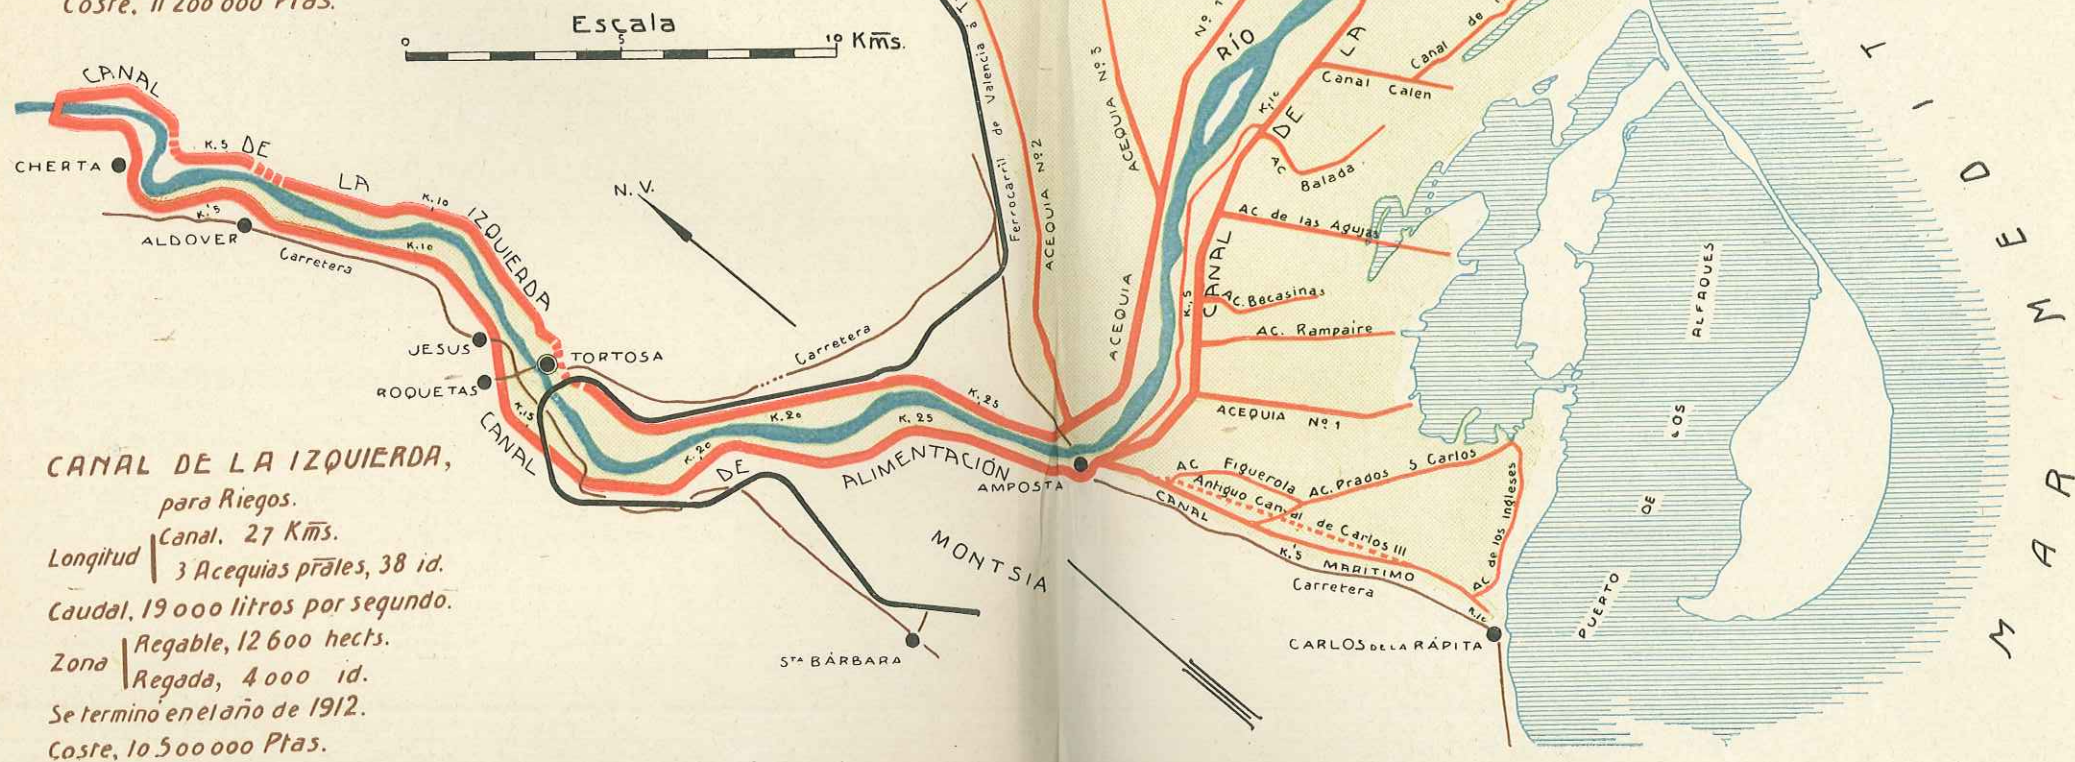 Coste, 11 200 000 Ptas.
Escala
0 5 10 Kms.
CANAL DE LA IZQUIERDA
K.5
K.10
CHERTA
K.5
ALDOVER
Carretera
K.10
JESUS
ROQUETAS
TORTOSA
K.15
CANAL DE ALIMENTACIÓN
K.20
K.20
K.25
K.25
Carretera
N. V.
Ferrocarril de Valencia á T
ACEQUIA Nº 2
ACEQUIA Nº 3
ACEQUIA Nº 1
RÍO
CANAL DE LA
K.5
K.10
Canal Calen
Canal de
AC Balada
AC de las Agujas
AC. Becasinas
AC. Rampaire
ACEQUIA Nº 1
AMPOSTA
AC Figuerola
AC. Prados S Carlos
Antiguo Canal de Carlos III
CANAL MARÍTIMO
K.5
K.10
AC de los Ingleses
Carretera
CARLOS DE LA RÁPITA
MONTSIA
STA BÁRBARA
PUERTO DE LOS ALFAQUES
MAR MEDIT
CANAL DE LA IZQUIERDA,
para Riegos.
Longitud Canal, 27 Kms.
3 Acequias prāles, 38 id.
Caudal, 19 000 litros por segundo.
Zona Regable, 12 600 hects.
Regada, 4 000 id.
Se terminó en el año de 1912.
Coste, 10 500 000 Ptas.